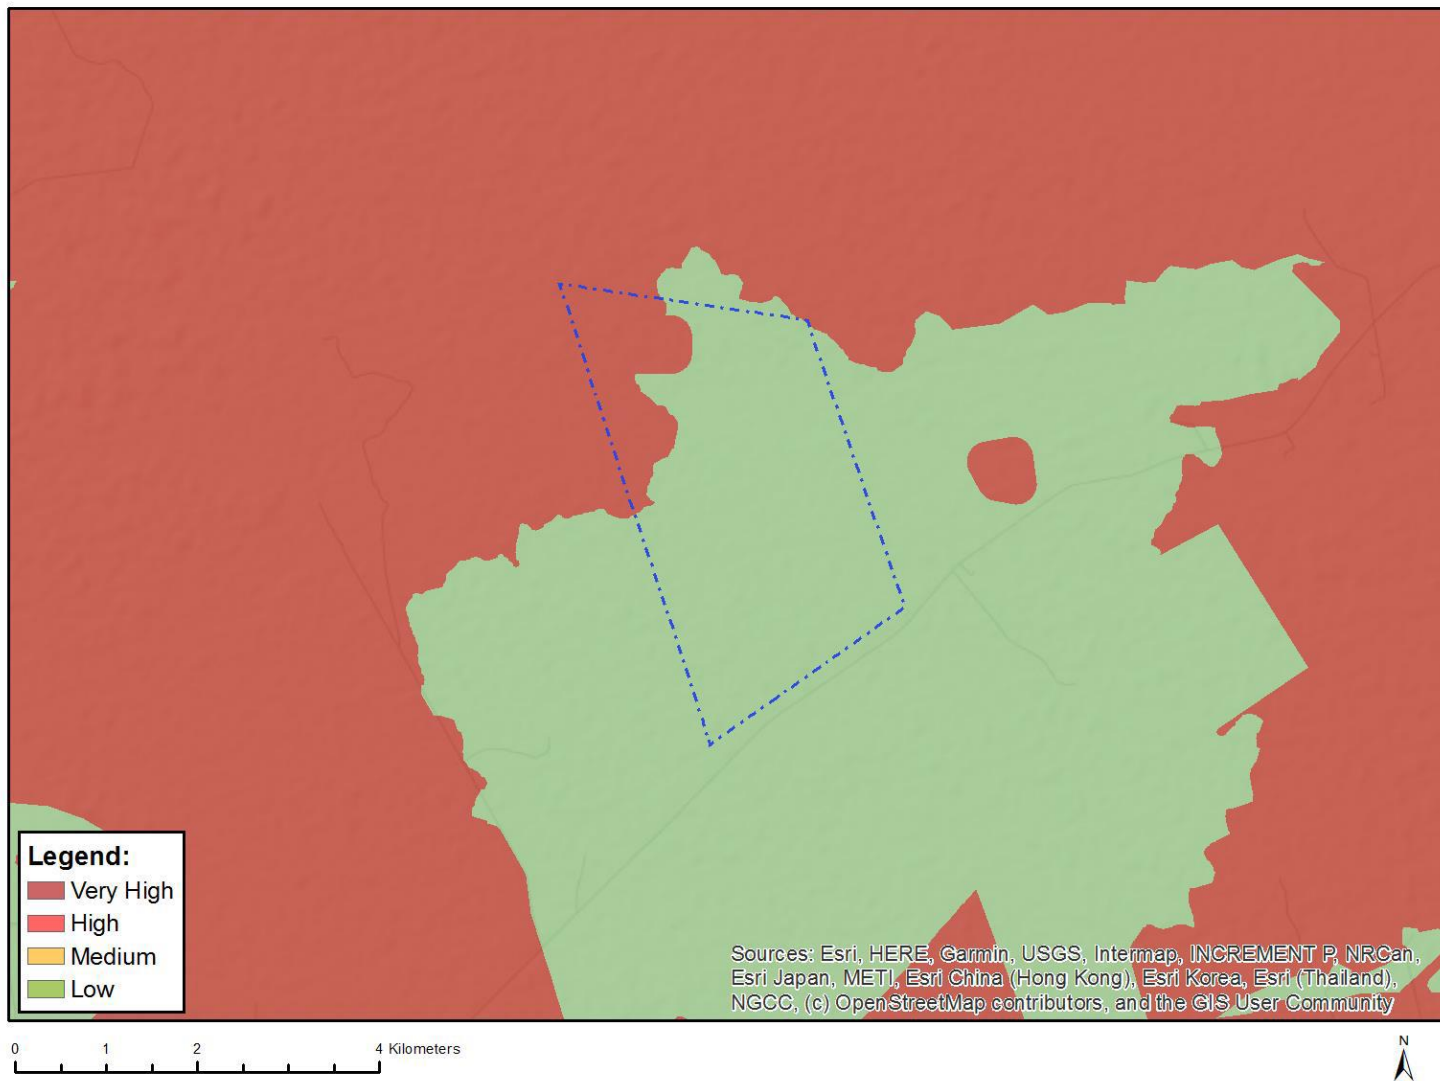 Legend:
Very High
High
Medium
Low
Sources: Esri, HERE, Garmin, USGS, Intermap, INCREMENT P, NRCan,
Esri Japan, METI, Esri China (Hong Kong), Esri Korea, Esri (Thailand),
NGCC, (c) OpenStreetMap contributors, and the GIS User Community
0 1 2 4 Kilometers
N